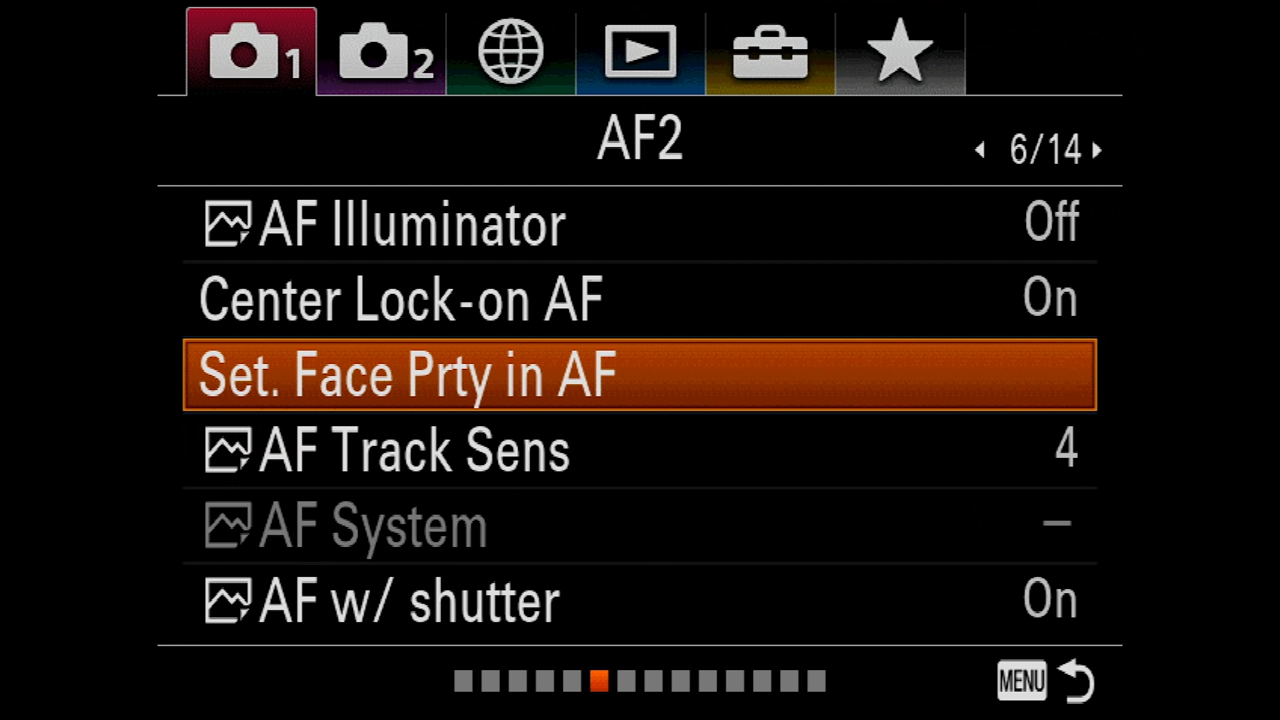 1 2
AF2
6/14
AF Illuminator Off
Center Lock-on AF On
Set. Face Prty in AF
AF Track Sens 4
AF System –
AF w/ shutter On
MENU